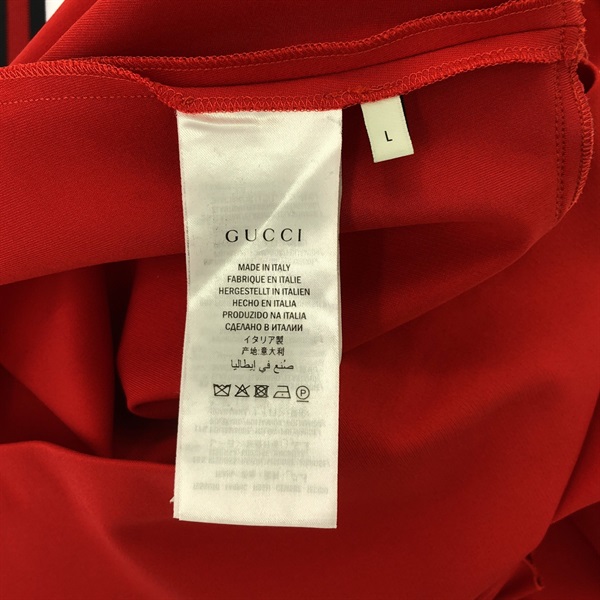 L
GUCCI
MADE IN ITALY
FABRIQUE EN ITALIE
HERGESTELLT IN ITALIEN
HECHO EN ITALIA
PRODUZIDO NA ITALIA
СДЕЛАНО В ИТАЛИИ
イタリア製
产地:意大利
صنع في إيطاليا
P